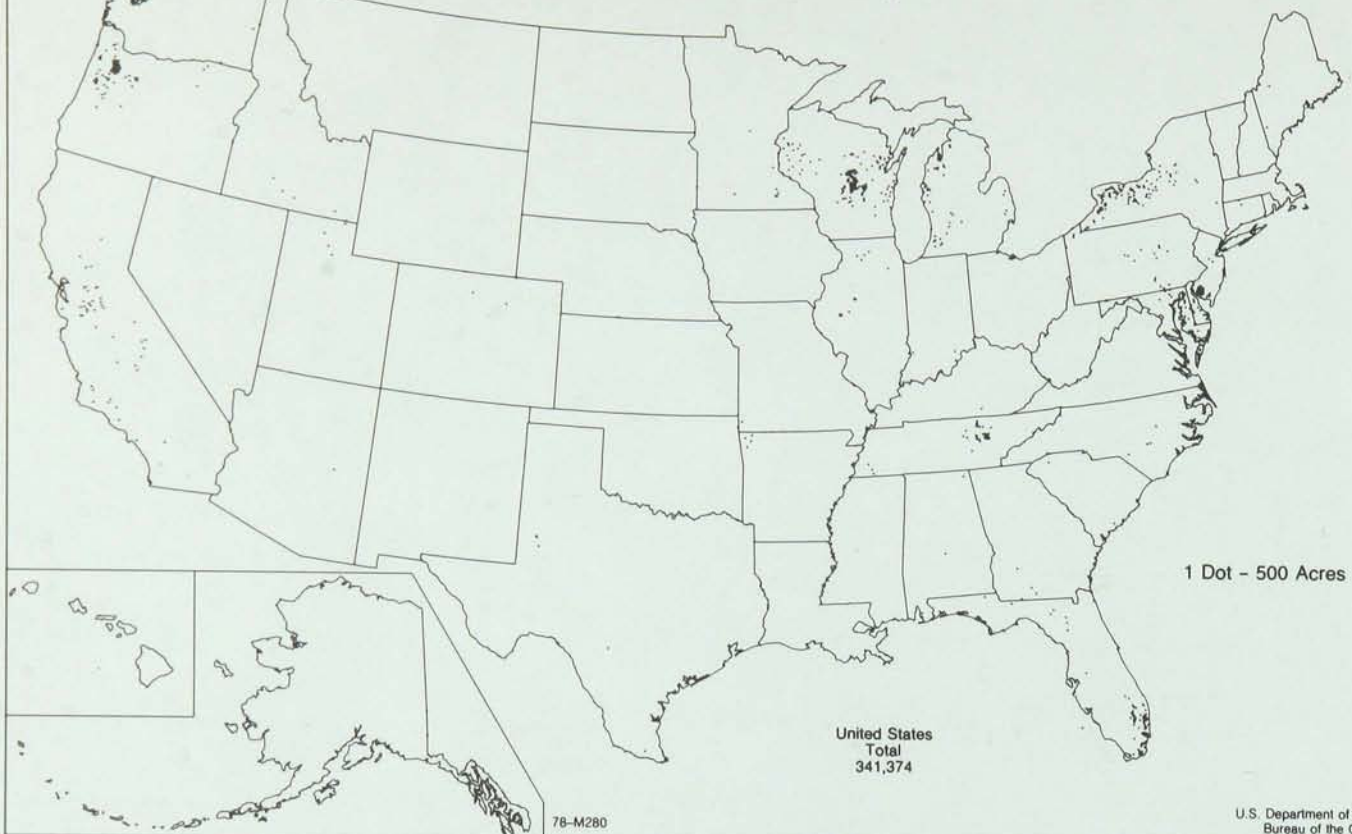 1 Dot – 500 Acres
United States
Total
341,374
78-M280
U.S. Department of
Bureau of the